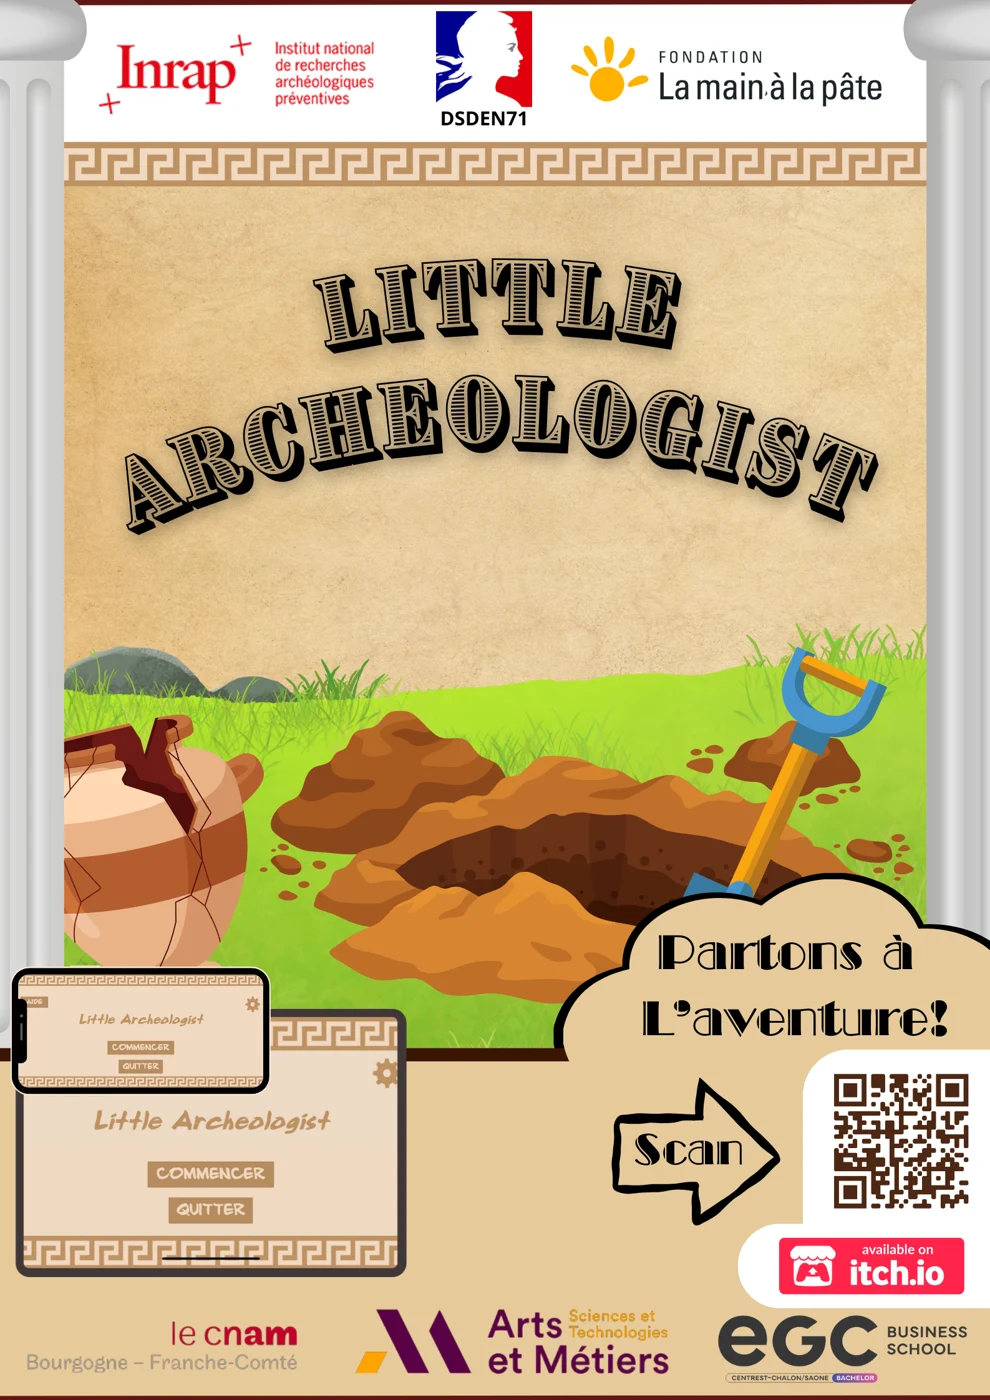 Inrap
Institut national
de recherches
archéologiques
préventives
DSDEN71
FONDATION
La main à la pâte
LITTLE
ARCHEOLOGIST
Partons à
L'aventure!
AIDE
Little Archeologist
COMMENCER
QUITTER
Little Archeologist
COMMENCER
QUITTER
Scan
available on
itch.io
le cnam
Bourgogne – Franche-Comté
Arts Sciences et
Technologies
et Métiers
eGC BUSINESS
SCHOOL
CENTREST-CHALON/SAONE BACHELOR